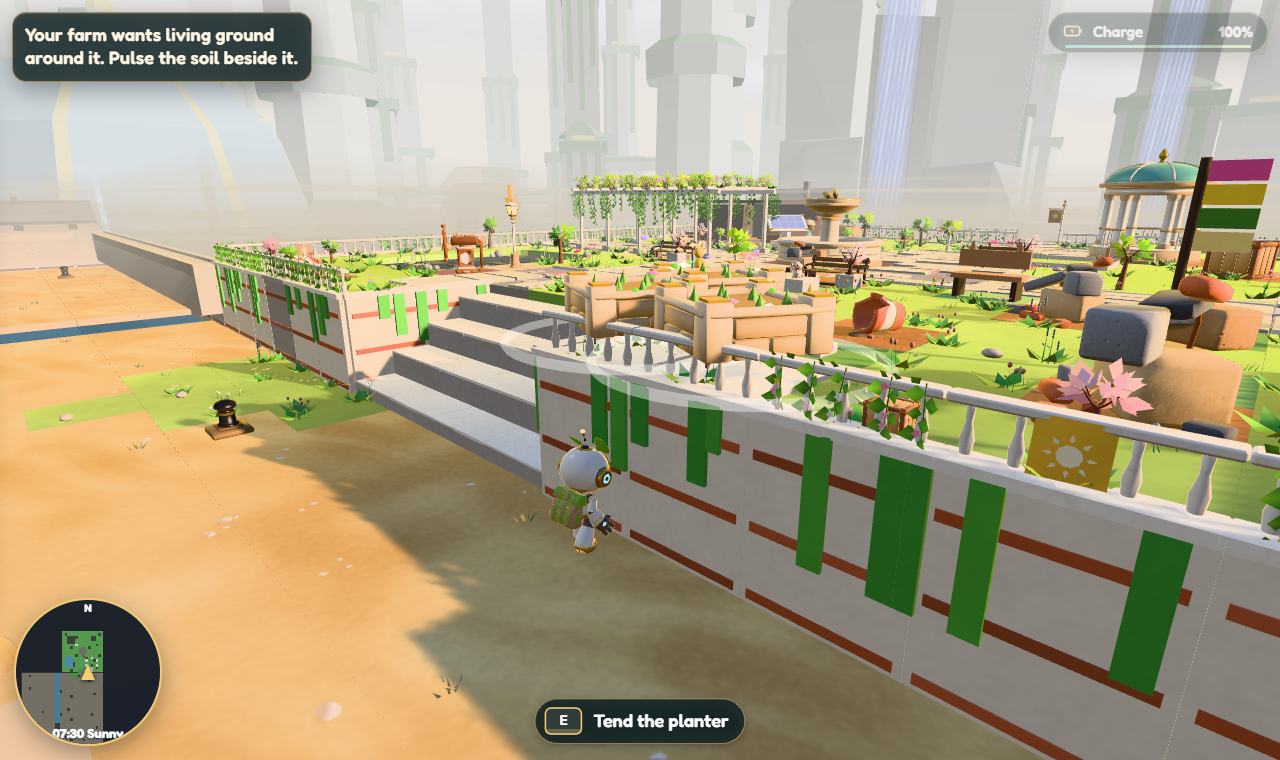 Your farm wants living ground
around it. Pulse the soil beside it.
Charge 100%
N
07:30 Sunny
E Tend the planter